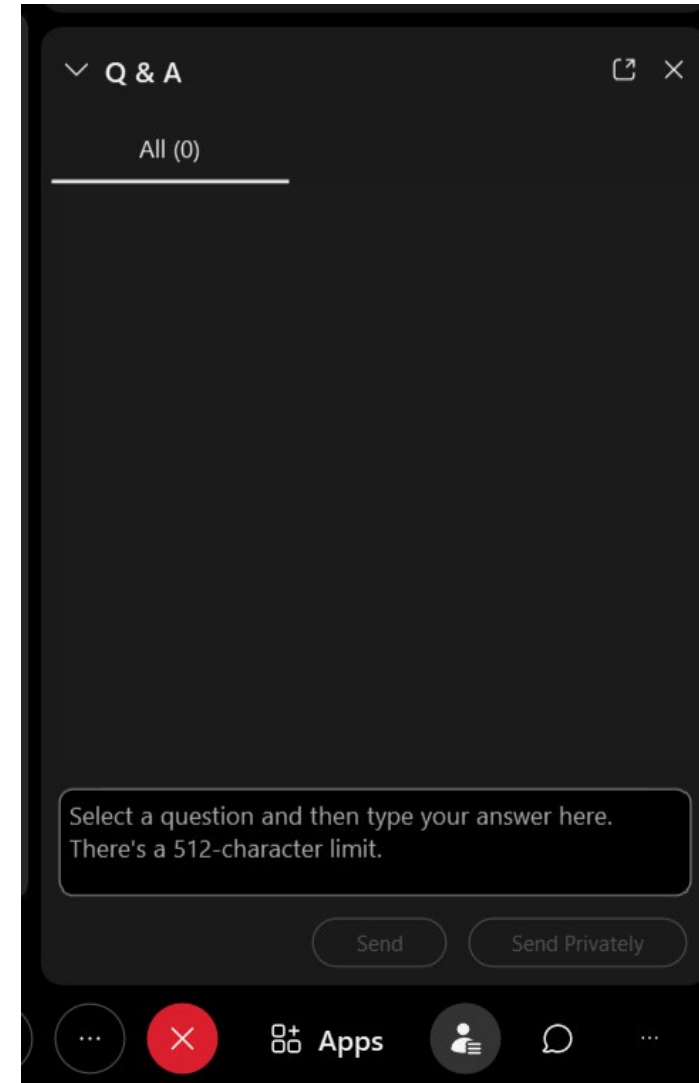 Q & A
All (0)
Select a question and then type your answer here.
There's a 512-character limit.
Send
Send Privately
Apps